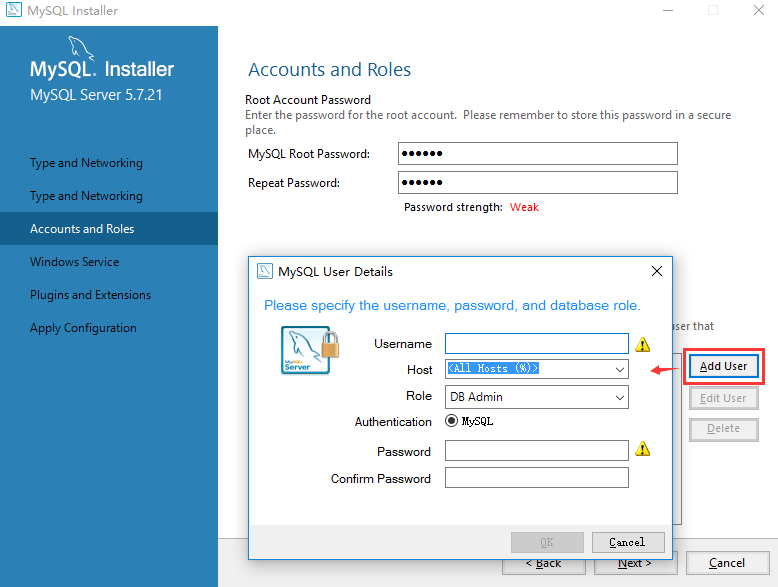 MySQL Installer
MySQL. Installer
MySQL Server 5.7.21
Type and Networking
Type and Networking
Accounts and Roles
Windows Service
Plugins and Extensions
Apply Configuration
Accounts and Roles
Root Account Password
Enter the password for the root account. Please remember to store this password in a secure
place.
MySQL Root Password: ●●●●●●
Repeat Password: ●●●●●●
Password strength: Weak
user that
Add User
Edit User
Delete
MySQL User Details
Please specify the username, password, and database role.
MySQL
Server
Username
Host <All Hosts (%)>
Role DB Admin
Authentication MySQL
Password
Confirm Password
OK Cancel
< Back Next > Cancel